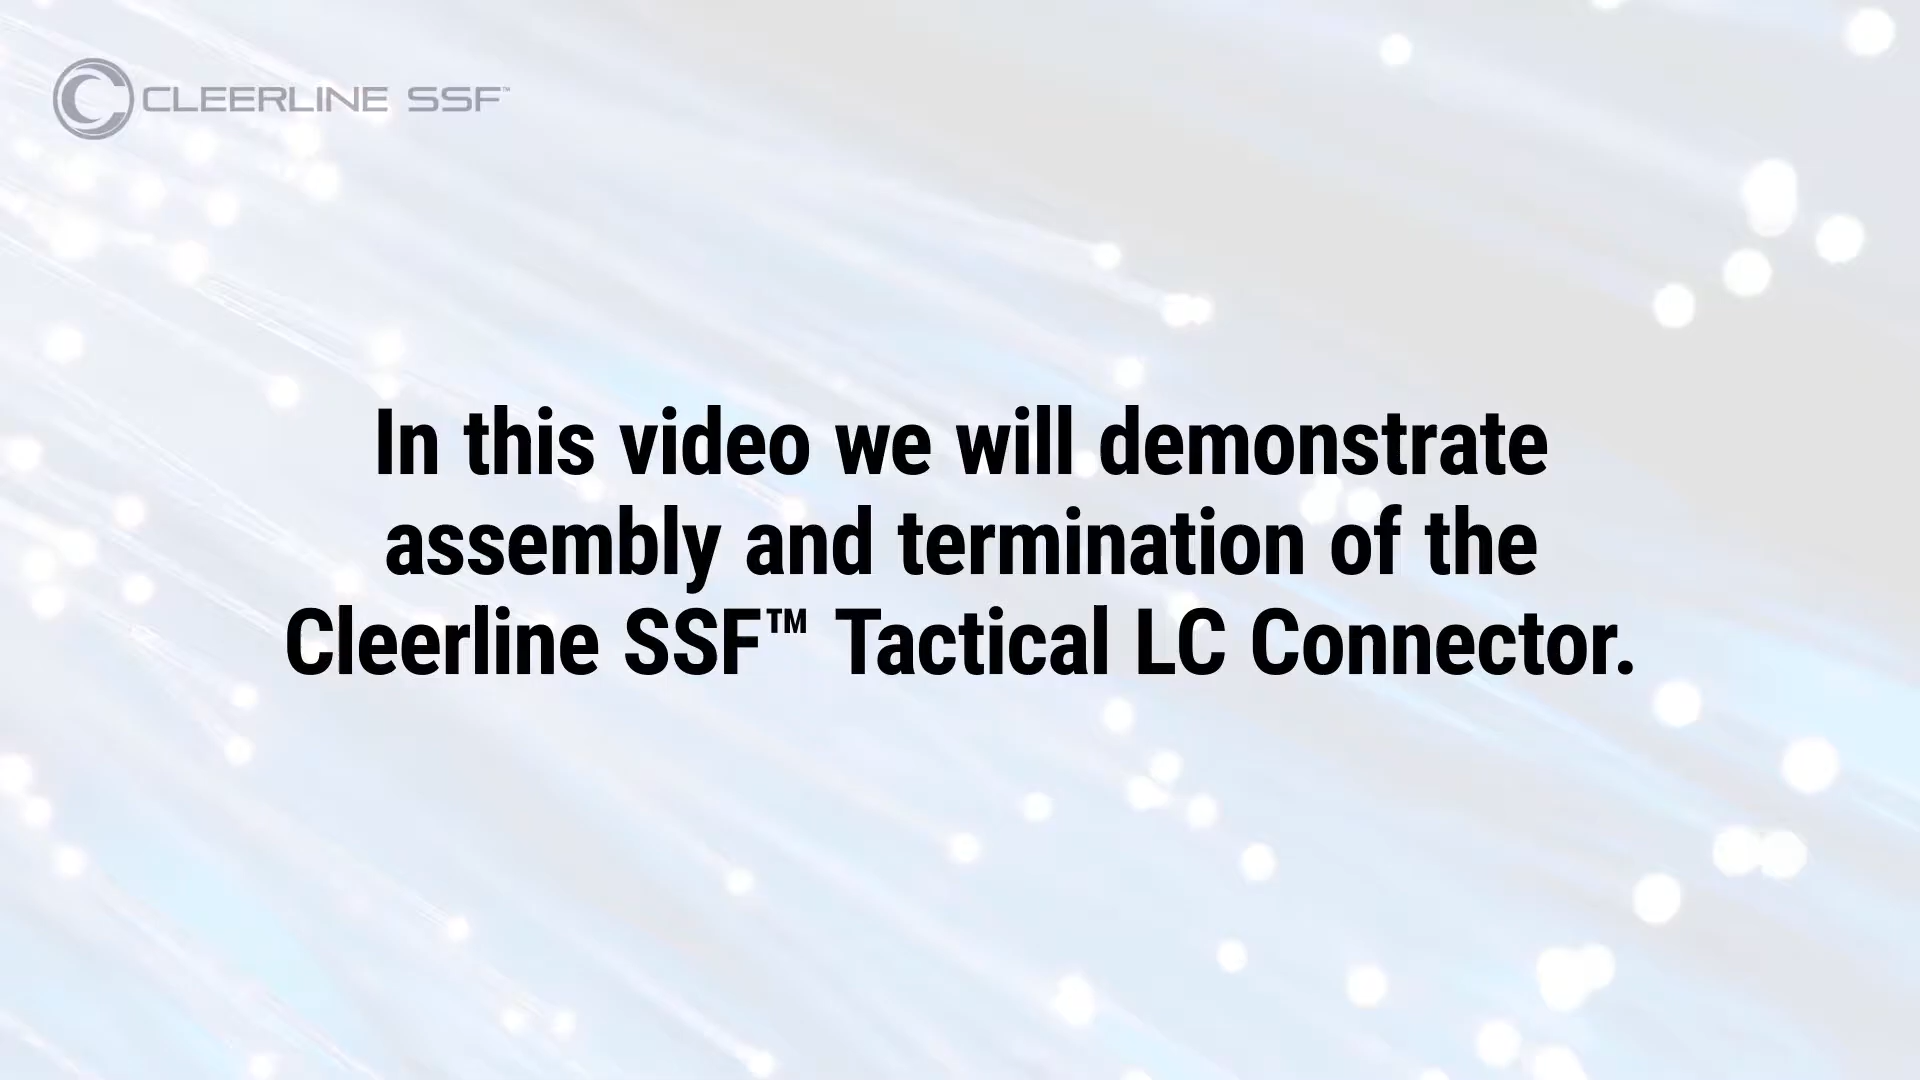 CLEERLINE SSF™
In this video we will demonstrate
assembly and termination of the
Cleerline SSF™ Tactical LC Connector.